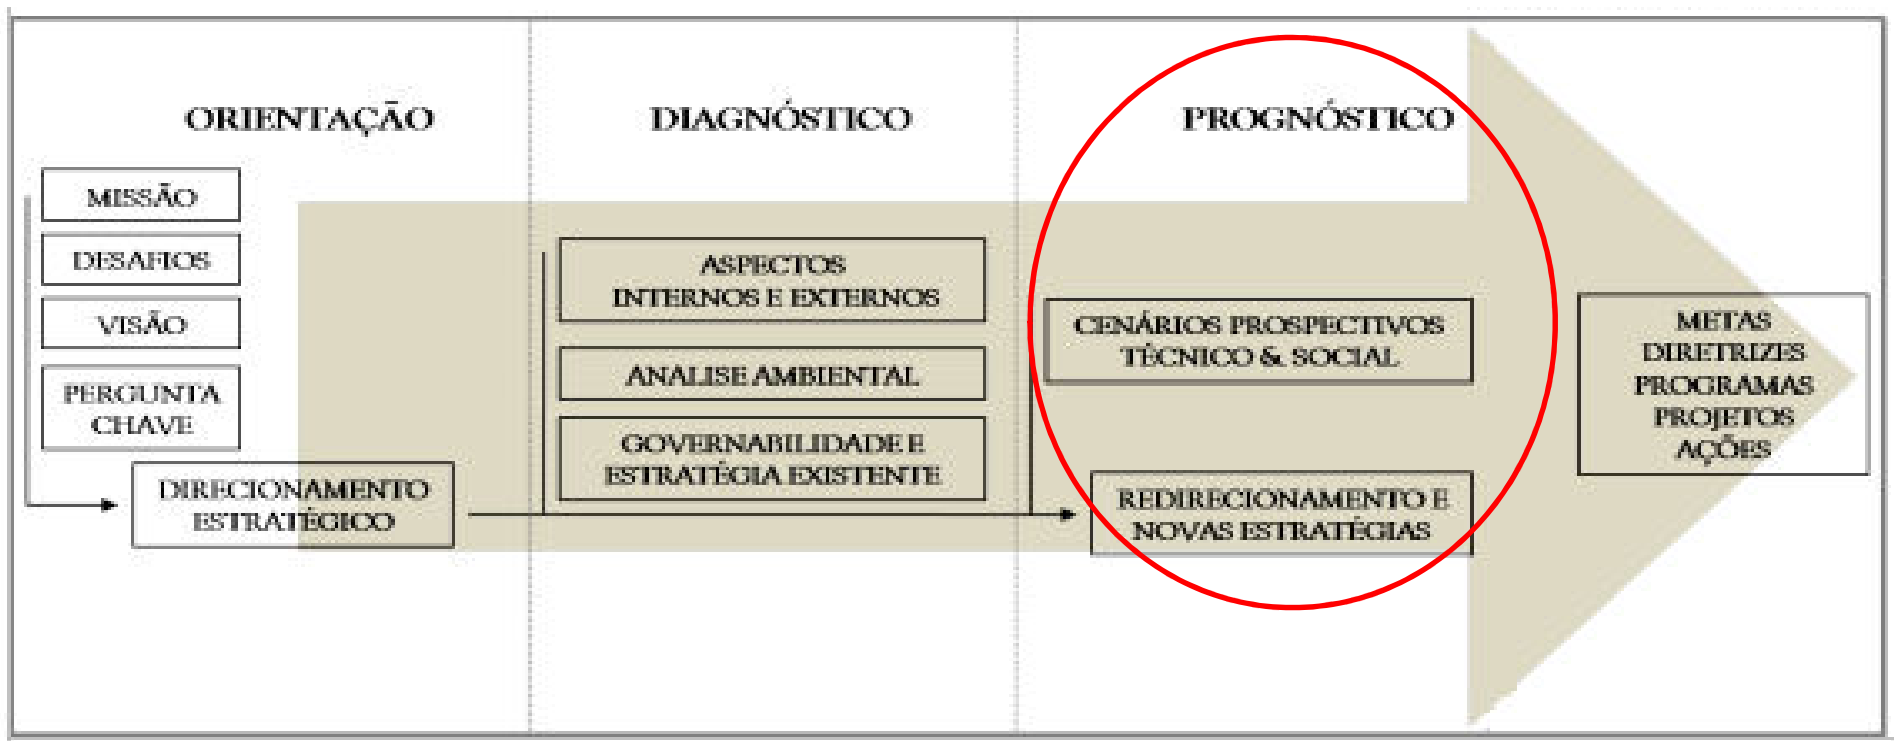 ORIENTAÇÃO
MISSÃO
DESAFIOS
VISÃO
PERGUNTA
CHAVE
DIRECIONAMENTO
ESTRATÉGICO
DIAGNÓSTICO
ASPECTOS
INTERNOS E EXTERNOS
ANALISE AMBIENTAL
GOVERNABILIDADE E
ESTRATÉGIA EXISTENTE
PROGNÓSTICO
CENÁRIOS PROSPECTIVOS
TÉCNICO & SOCIAL
REDIRECIONAMENTO E
NOVAS ESTRATÉGIAS
METAS
DIRETRIZES
PROGRAMAS
PROJETOS
AÇÕES